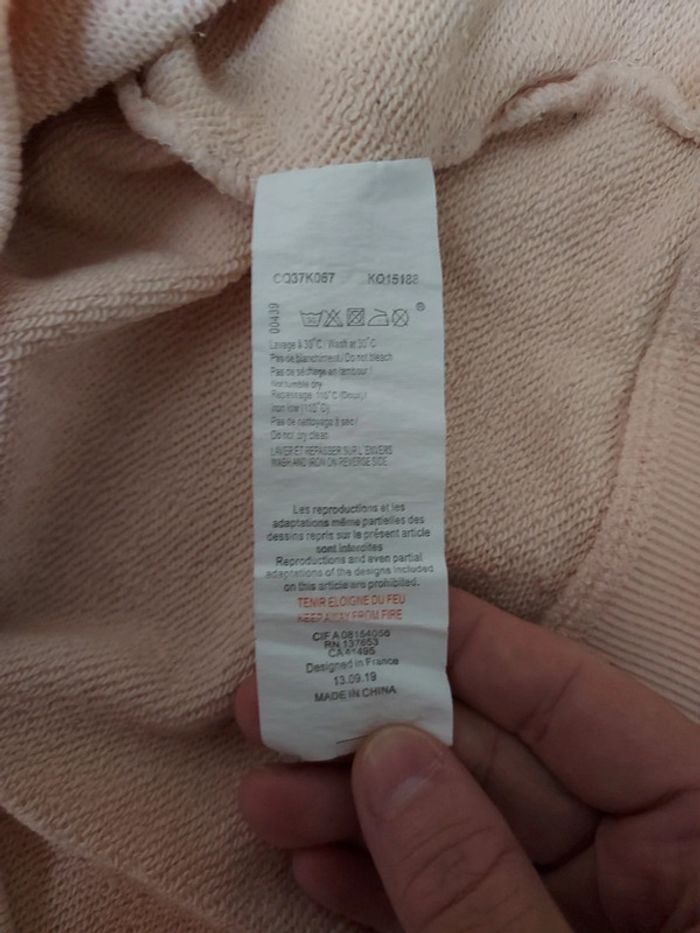 CQ37K067 KQ15188
00439
30 ®
Lavage à 30°C / Wash at 30°C
Pas de blanchiment / Do not bleach
Pas de séchage en tambour /
Not tumble dry
Repassage 110°C (Doux) /
Iron low (110°C)
Pas de nettoyage à sec /
Do not dry clean
LAVER ET REPASSER SUR L'ENVERS
WASH AND IRON ON REVERSE SIDE
Les reproductions et les
adaptations même partielles des
dessins repris sur le présent article
sont interdites
Reproductions and even partial
adaptations of the designs included
on this article are prohibited.
TENIR ELOIGNE DU FEU
KEEP AWAY FROM FIRE
CIF A08154056
RN 137653
CA41495
Designed in France
13.09.19
MADE IN CHINA